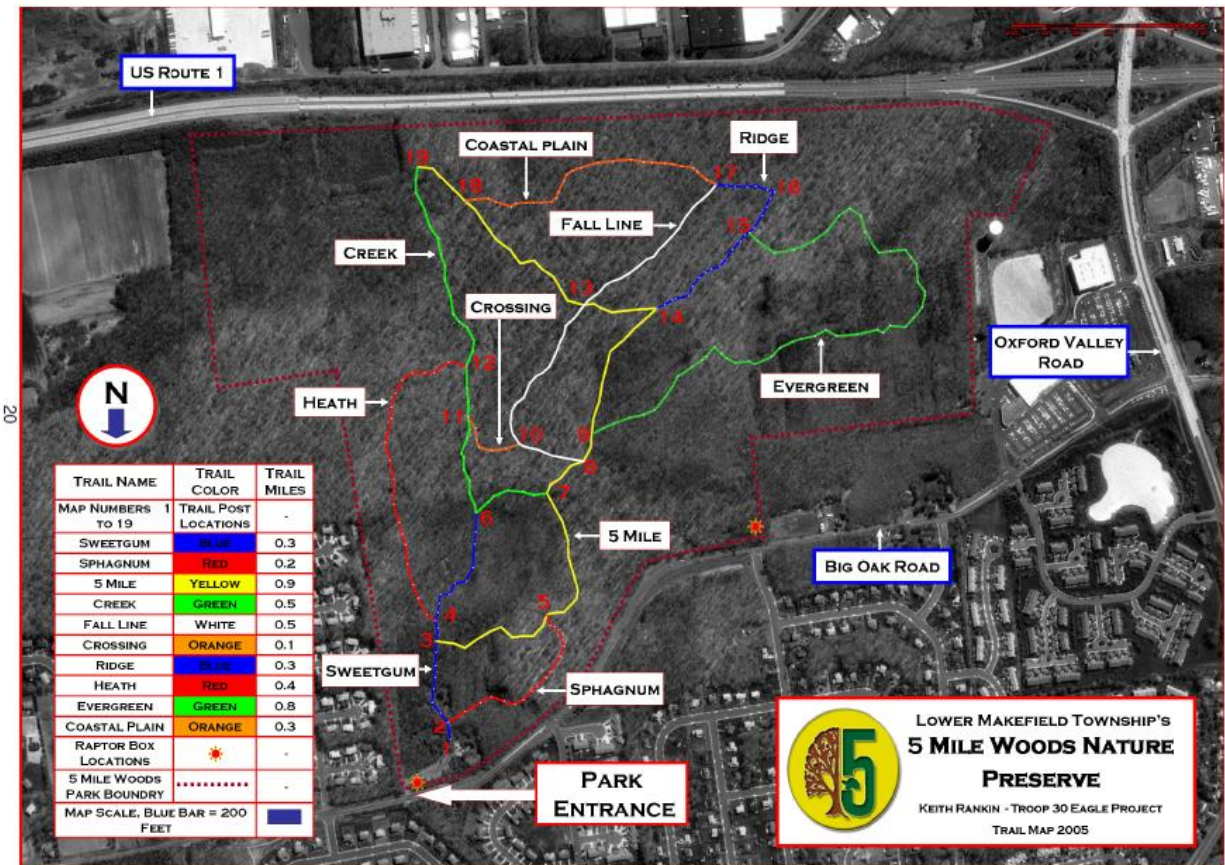 US Route 1
Coastal plain
Ridge
19
18
17
16
Fall Line
15
Creek
13
14
Crossing
Oxford Valley
Road
Evergreen
12
Heath
11
10
9
8
7
N
20
6
5 Mile
Big Oak Road
5
4
3
Sweetgum
Sphagnum
2
1
Park
Entrance
Trail Name Trail Color Trail Miles
Map Numbers 1 to 19 Trail Post Locations -
Sweetgum Blue 0.3
Sphagnum Red 0.2
5 Mile Yellow 0.9
Creek Green 0.5
Fall Line White 0.5
Crossing Orange 0.1
Ridge Blue 0.3
Heath Red 0.4
Evergreen Green 0.8
Coastal Plain Orange 0.3
Raptor Box Locations -
5 Mile Woods Park Boundry -
Map Scale, Blue Bar = 200 Feet
5
Lower Makefield Township's
5 Mile Woods Nature
Preserve
Keith Rankin - Troop 30 Eagle Project
Trail Map 2005